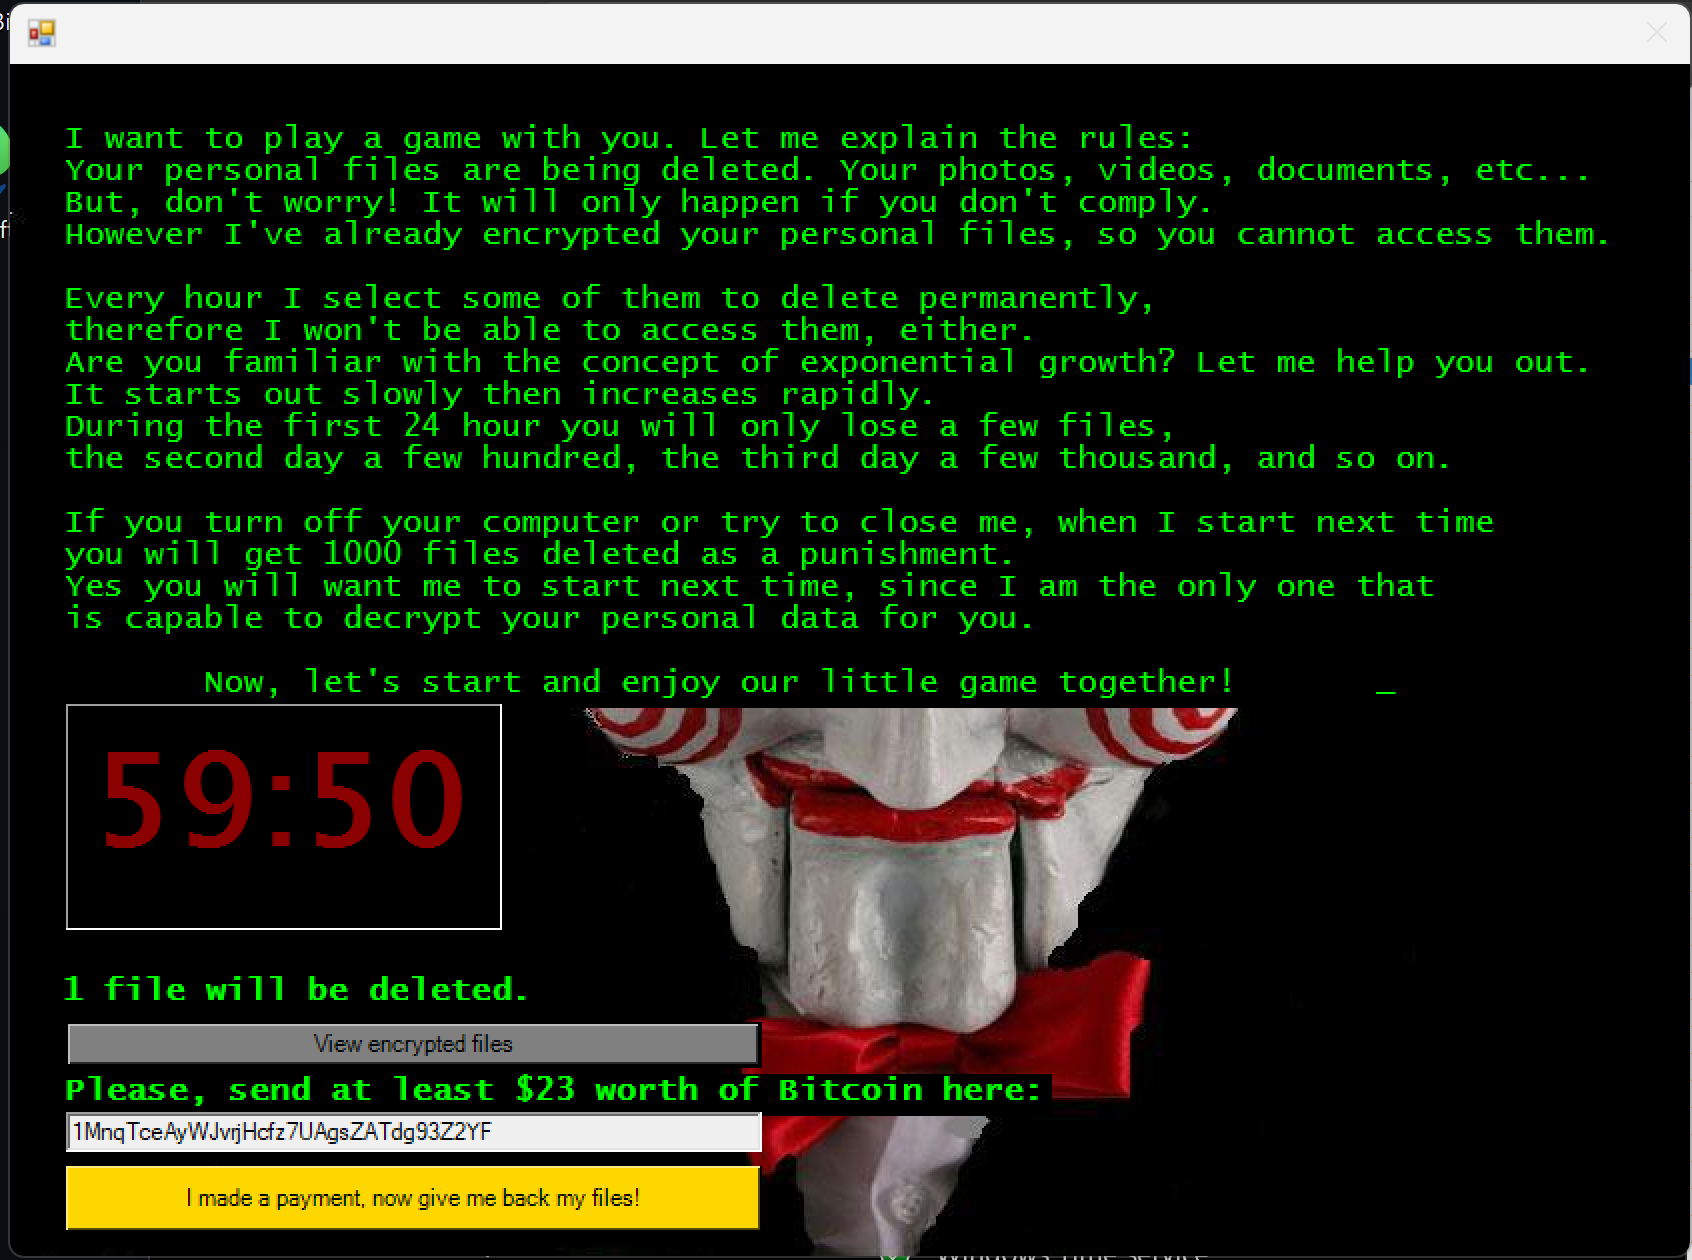 I want to play a game with you. Let me explain the rules:
Your personal files are being deleted. Your photos, videos, documents, etc...
But, don't worry! It will only happen if you don't comply.
However I've already encrypted your personal files, so you cannot access them.
Every hour I select some of them to delete permanently,
therefore I won't be able to access them, either.
Are you familiar with the concept of exponential growth? Let me help you out.
It starts out slowly then increases rapidly.
During the first 24 hour you will only lose a few files,
the second day a few hundred, the third day a few thousand, and so on.
If you turn off your computer or try to close me, when I start next time
you will get 1000 files deleted as a punishment.
Yes you will want me to start next time, since I am the only one that
is capable to decrypt your personal data for you.
Now, let's start and enjoy our little game together! _
59:50
1 file will be deleted.
View encrypted files
Please, send at least $23 worth of Bitcoin here:
1MnqTceAyWJvrjHcfz7UAgsZATdg93Z2YF
I made a payment, now give me back my files!